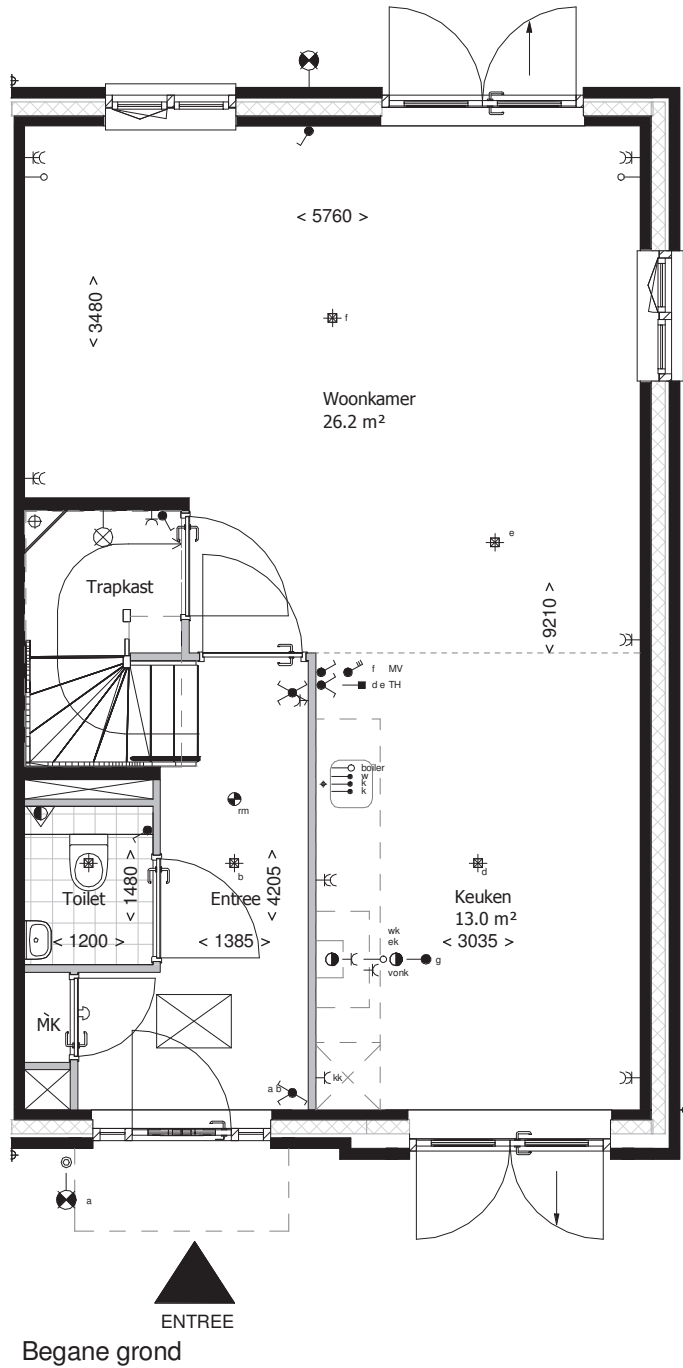 < 5760 >
< 3480 >
f
Woonkamer
26.2 m²
e
Trapkast
< 9210 >
f MV
d e TH
boiler
w
k
k
rm
b
d
Toilet
< 1480 >
Entree
< 4205 >
Keuken
13.0 m²
< 1200 >
< 1385 >
< 3035 >
wk
ek
g
vonk
MK
kk
a b
a
ENTREE
Begane grond